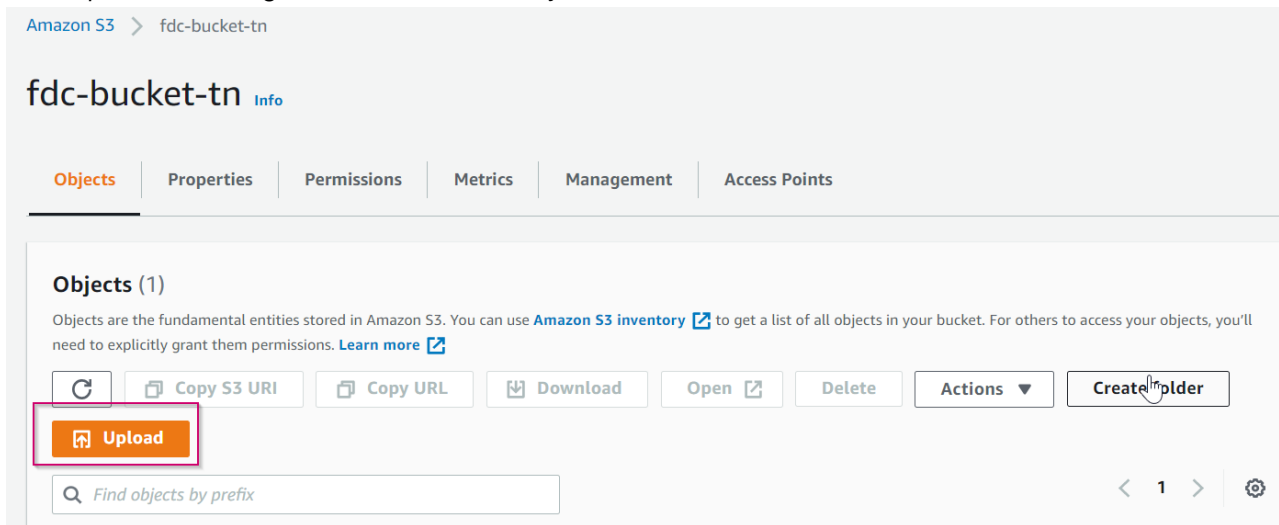 Amazon S3 > fdc-bucket-tn
fdc-bucket-tn Info
Objects Properties Permissions Metrics Management Access Points
Objects (1)
Objects are the fundamental entities stored in Amazon S3. You can use Amazon S3 inventory to get a list of all objects in your bucket. For others to access your objects, you'll
need to explicitly grant them permissions. Learn more
Copy S3 URI Copy URL Download Open Delete Actions Create folder
Upload
Find objects by prefix
< 1 >